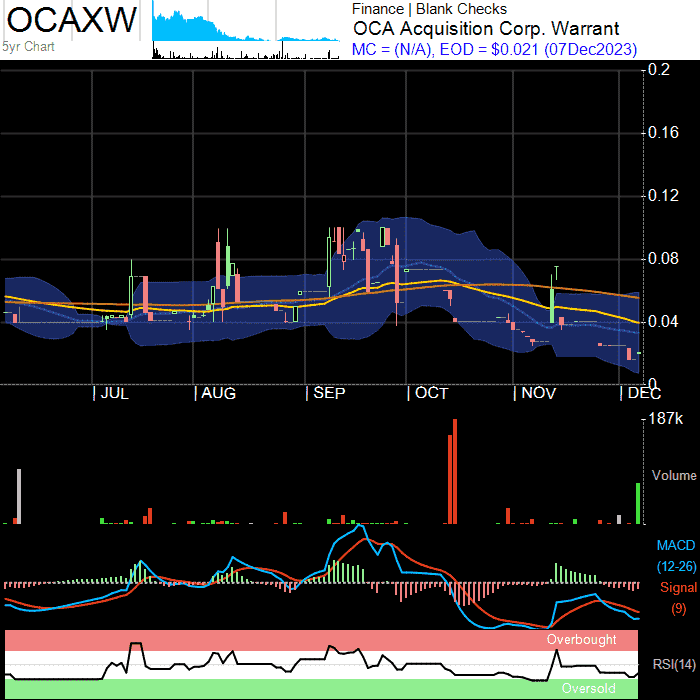 OCAXW
5yr Chart
Finance | Blank Checks
OCA Acquisition Corp. Warrant
MC = (N/A), EOD = $0.021 (07Dec2023)
0.2
0.16
0.12
0.08
0.04
0
JUL AUG SEP OCT NOV DEC
187k
Volume
MACD
(12-26)
Signal
(9)
Overbought
RSI(14)
Oversold